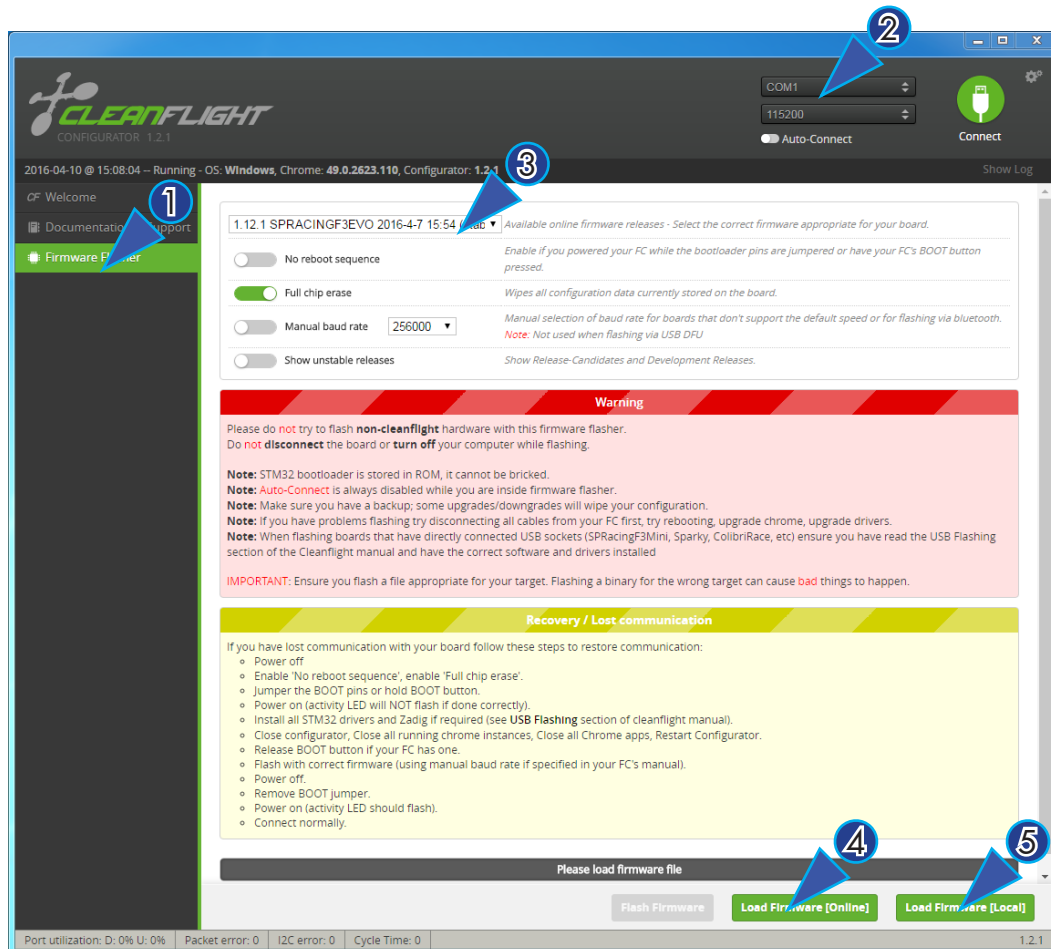 2
CLEANFLIGHT
CONFIGURATOR 1.2.1
COM1
115200
Auto-Connect
Connect
2016-04-10 @ 15:08:04 -- Running - OS: Windows, Chrome: 49.0.2623.110, Configurator: 1.2.1
Show Log
3
1
CF Welcome
Documentation Support
Firmware Flasher
1.12.1 SPRACINGF3EVO 2016-4-7 15:54
Available online firmware releases - Select the correct firmware appropriate for your board.
No reboot sequence
Enable if you powered your FC while the bootloader pins are jumpered or have your FC's BOOT button
pressed.
Full chip erase
Wipes all configuration data currently stored on the board.
Manual baud rate 256000
Manual selection of baud rate for boards that don't support the default speed or for flashing via bluetooth.
Note: Not used when flashing via USB DFU
Show unstable releases
Show Release-Candidates and Development Releases.
Warning
Please do not try to flash non-cleanflight hardware with this firmware flasher.
Do not disconnect the board or turn off your computer while flashing.
Note: STM32 bootloader is stored in ROM, it cannot be bricked.
Note: Auto-Connect is always disabled while you are inside firmware flasher.
Note: Make sure you have a backup; some upgrades/downgrades will wipe your configuration.
Note: If you have problems flashing try disconnecting all cables from your FC first, try rebooting, upgrade chrome, upgrade drivers.
Note: When flashing boards that have directly connected USB sockets (SPRacingF3Mini, Sparky, ColibriRace, etc) ensure you have read the USB Flashing
section of the Cleanflight manual and have the correct software and drivers installed
IMPORTANT: Ensure you flash a file appropriate for your target. Flashing a binary for the wrong target can cause bad things to happen.
Recovery / Lost communication
If you have lost communication with your board follow these steps to restore communication:
Power off
Enable 'No reboot sequence', enable 'Full chip erase'.
Jumper the BOOT pins or hold BOOT button.
Power on (activity LED will NOT flash if done correctly).
Install all STM32 drivers and Zadig if required (see USB Flashing section of cleanflight manual).
Close configurator, Close all running chrome instances, Close all Chrome apps, Restart Configurator.
Release BOOT button if your FC has one.
Flash with correct firmware (using manual baud rate if specified in your FC's manual).
Power off.
Remove BOOT jumper.
Power on (activity LED should flash).
Connect normally.
4
5
Please load firmware file
Flash Firmware
Load Firmware [Online]
Load Firmware [Local]
Port utilization: D: 0% U: 0%
Packet error: 0
I2C error: 0
Cycle Time: 0
1.2.1